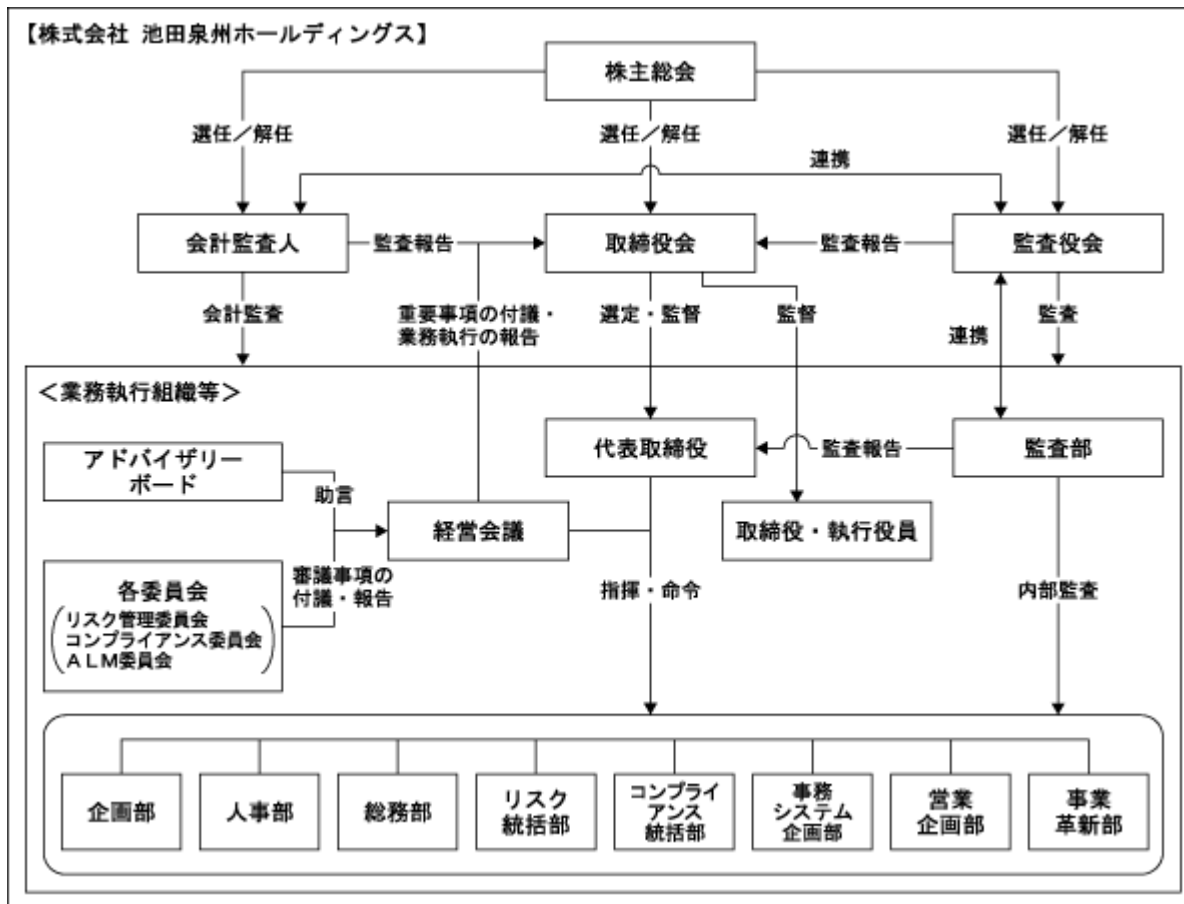 【株式会社 池田泉州ホールディングス】
株主総会
選任／解任
選任／解任
選任／解任
連携
会計監査人
監査報告
取締役会
監査報告
監査役会
会計監査
重要事項の付議・
業務執行の報告
選定・監督
監督
連携
監査
＜業務執行組織等＞
アドバイザリー
ボード
助言
代表取締役
監査報告
監査部
経営会議
取締役・執行役員
各委員会
リスク管理委員会
コンプライアンス委員会
ＡＬＭ委員会
審議事項の
付議・報告
指揮・命令
内部監査
企画部
人事部
総務部
リスク
統括部
コンプライ
アンス
統括部
事務
システム
企画部
営業
企画部
事業
革新部